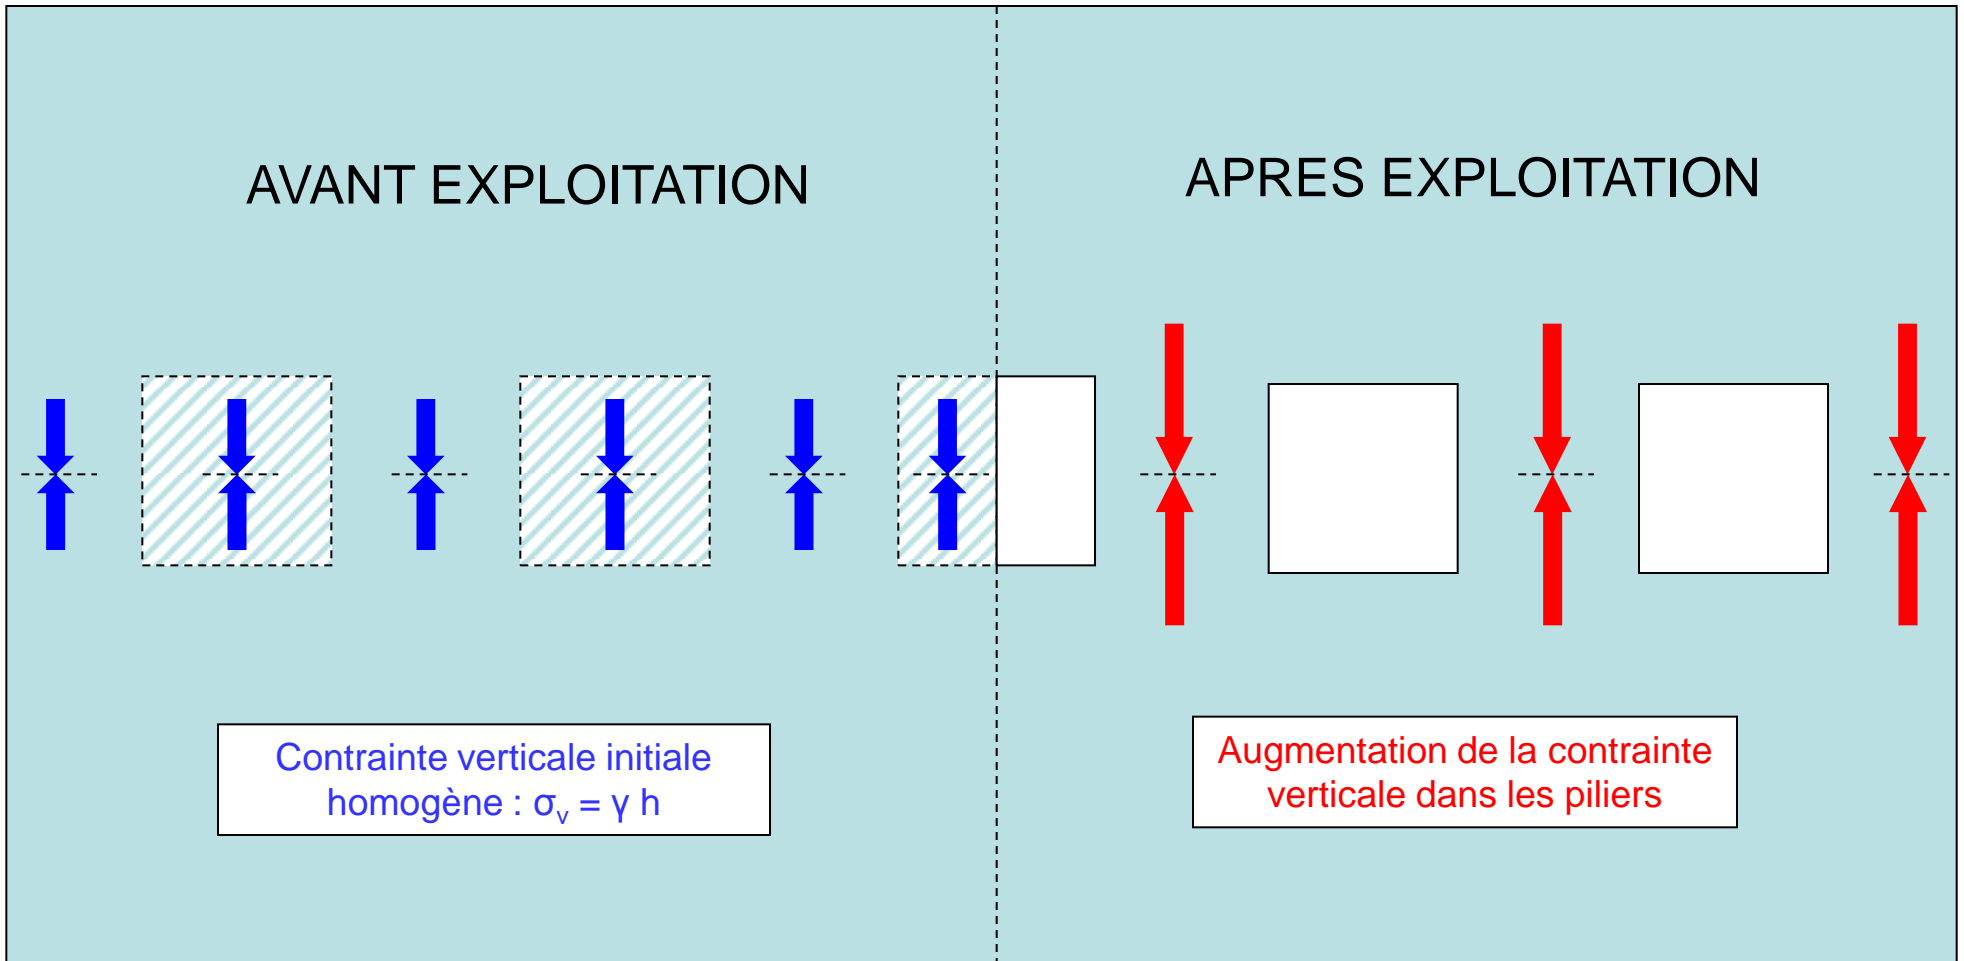 AVANT EXPLOITATION
APRES EXPLOITATION
Contrainte verticale initiale
homogène : σv = γ h
Augmentation de la contrainte
verticale dans les piliers